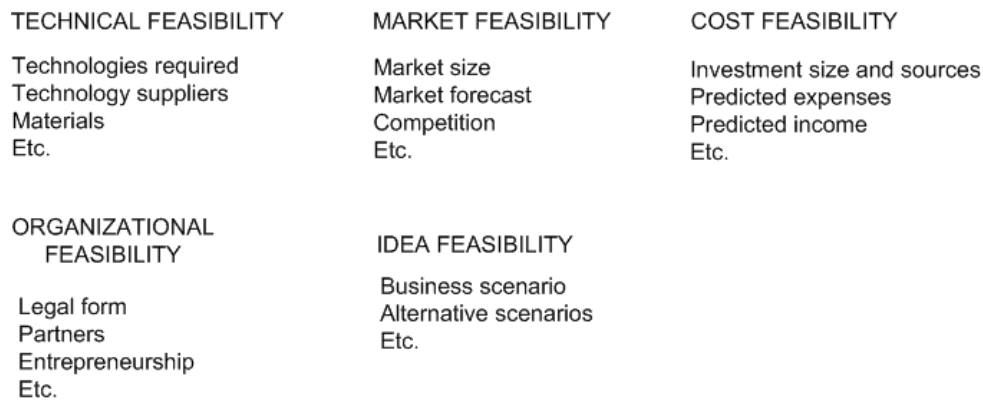 TECHNICAL FEASIBILITY
Technologies required
Technology suppliers
Materials
Etc.
MARKET FEASIBILITY
Market size
Market forecast
Competition
Etc.
COST FEASIBILITY
Investment size and sources
Predicted expenses
Predicted income
Etc.
ORGANIZATIONAL
FEASIBILITY
Legal form
Partners
Entrepreneurship
Etc.
IDEA FEASIBILITY
Business scenario
Alternative scenarios
Etc.